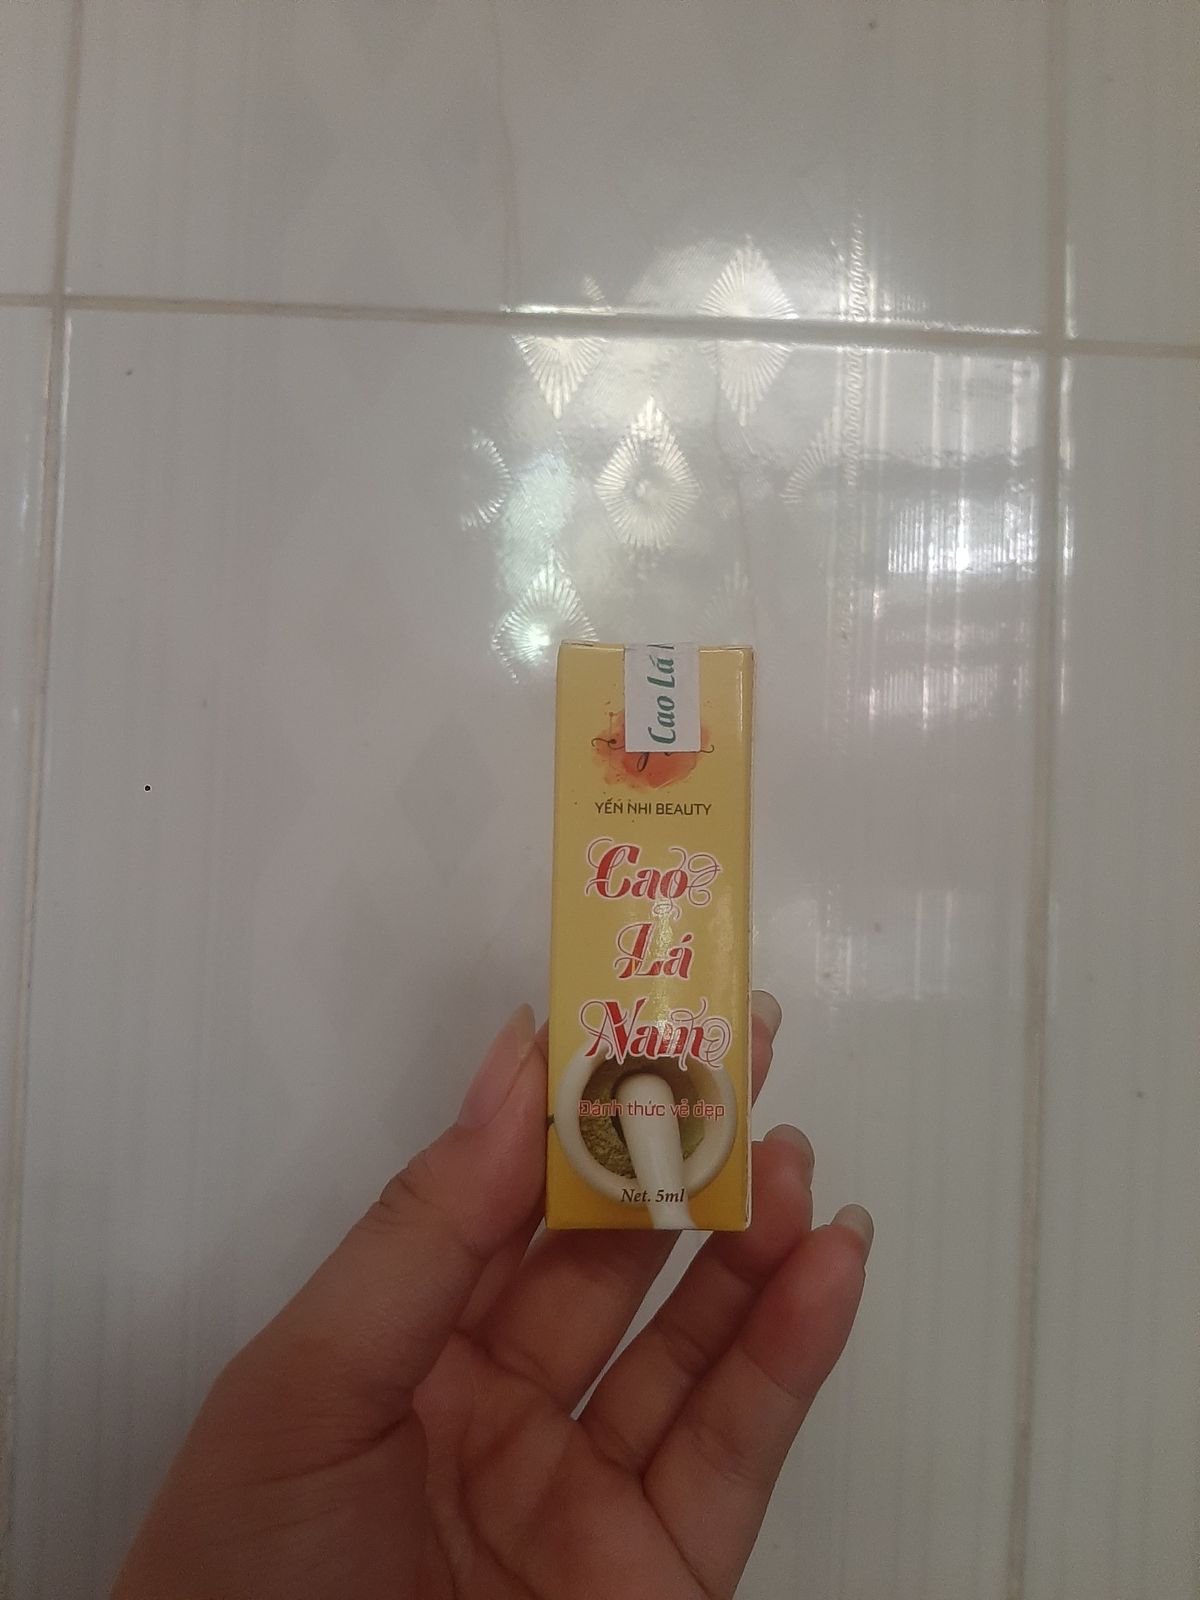 Cao Lá
YẾN NHI BEAUTY
Cao
Lá
Nam
Đánh thức vẻ đẹp
Net. 5ml